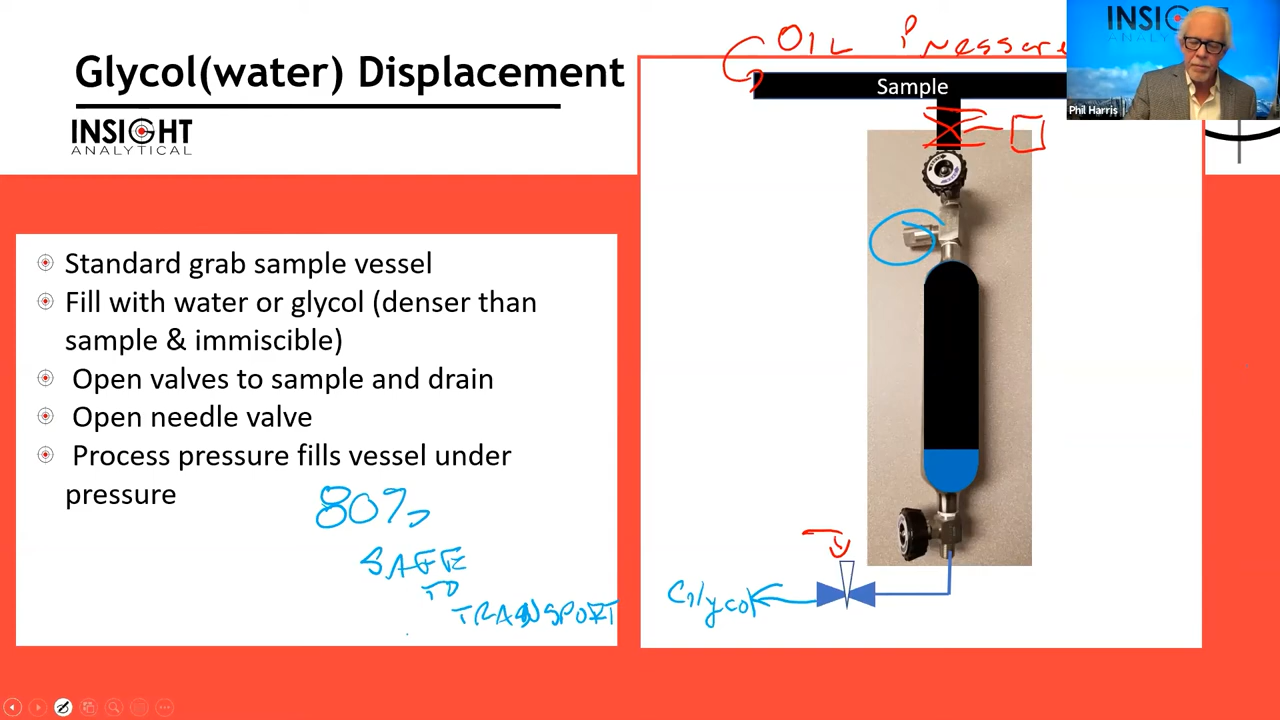 Glycol(water) Displacement
INSIGHT
ANALYTICAL
Standard grab sample vessel
Fill with water or glycol (denser than
sample & immiscible)
Open valves to sample and drain
Open needle valve
Process pressure fills vessel under
pressure
80%
SAFE
TO
TRANSPORT
OIL Pressure
Sample
Glycol
INSIGHT
Phil Harris